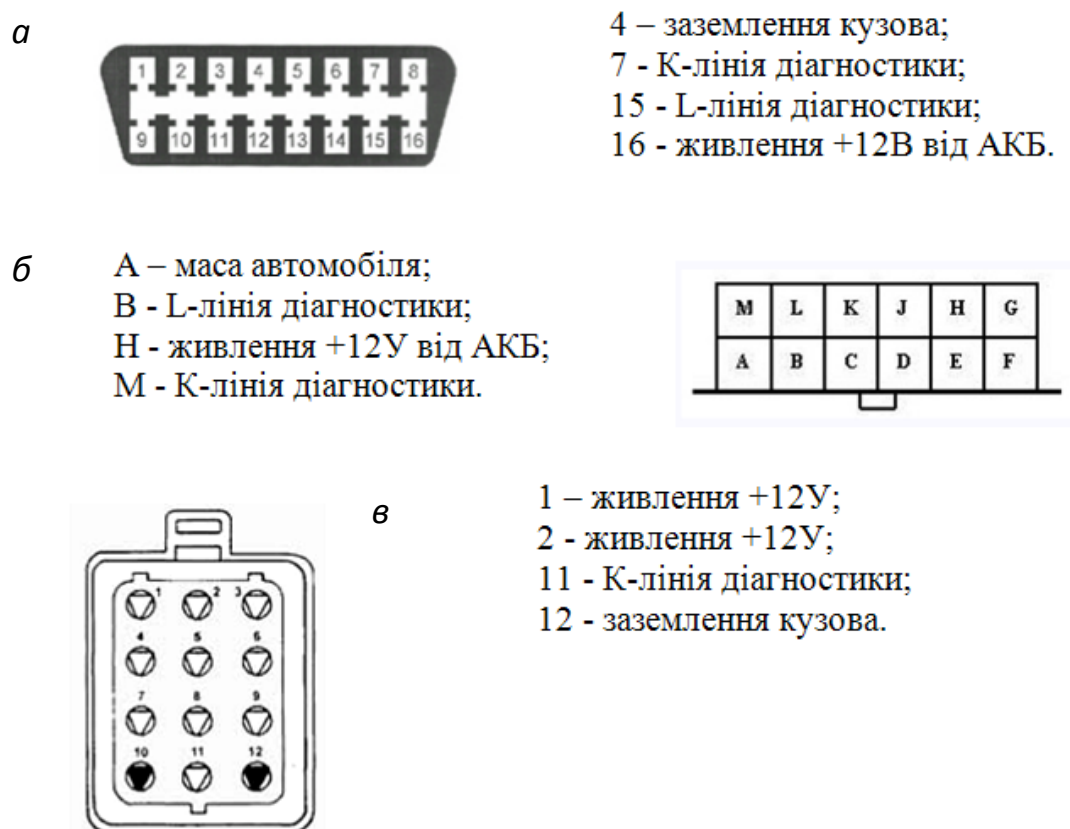 а
1 2 3 4 5 6 7 8
9 10 11 12 13 14 15 16
4 – заземлення кузова;
7 - К-лінія діагностики;
15 - L-лінія діагностики;
16 - живлення +12В від АКБ.
б
А – маса автомобіля;
В - L-лінія діагностики;
Н - живлення +12У від АКБ;
М - К-лінія діагностики.
M L K J H G
A B C D E F
в
1 2 3
4 5 6
7 8 9
10 11 12
1 – живлення +12У;
2 - живлення +12У;
11 - К-лінія діагностики;
12 - заземлення кузова.